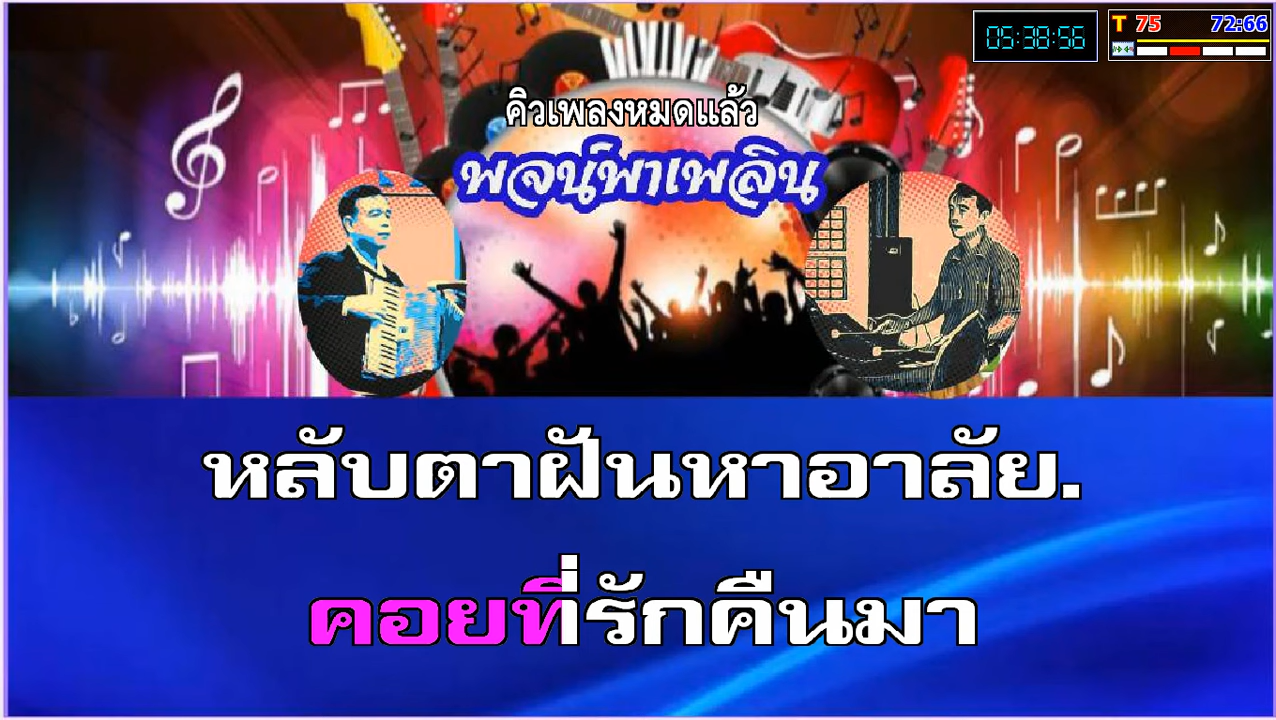 05:38:56
T 75 72:66
คิวเพลงหมดแล้ว
พจน์พาเพลิน
หลับตาฝันหาอาลัย.
คอยที่รักคืนมา